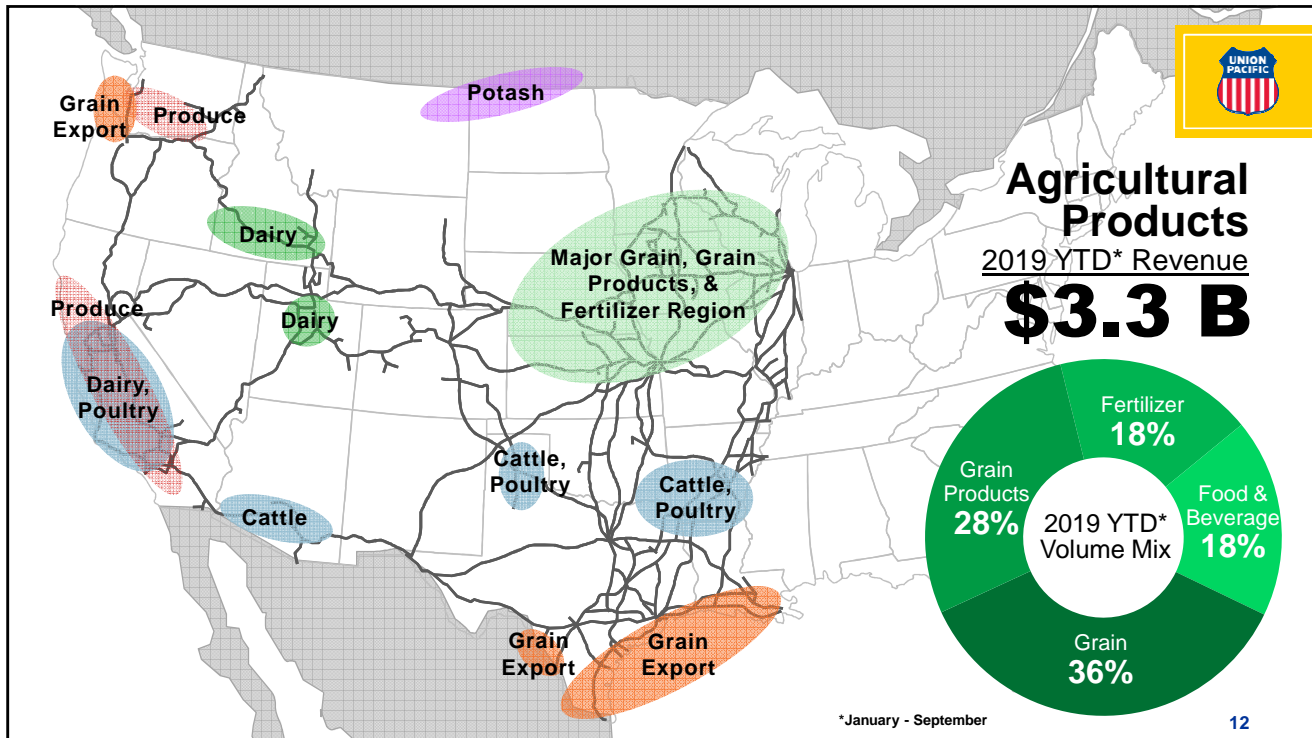 UNION
PACIFIC
Agricultural
Products
2019 YTD* Revenue
$3.3 B
Grain
Export
Produce
Potash
Dairy
Major Grain, Grain
Products, &
Fertilizer Region
Produce
Dairy
Dairy,
Poultry
Cattle
Cattle,
Poultry
Cattle,
Poultry
Grain
Export
Grain
Export
Fertilizer
18%
Grain
Products
28%
Food &
Beverage
18%
2019 YTD*
Volume Mix
Grain
36%
*January - September
12